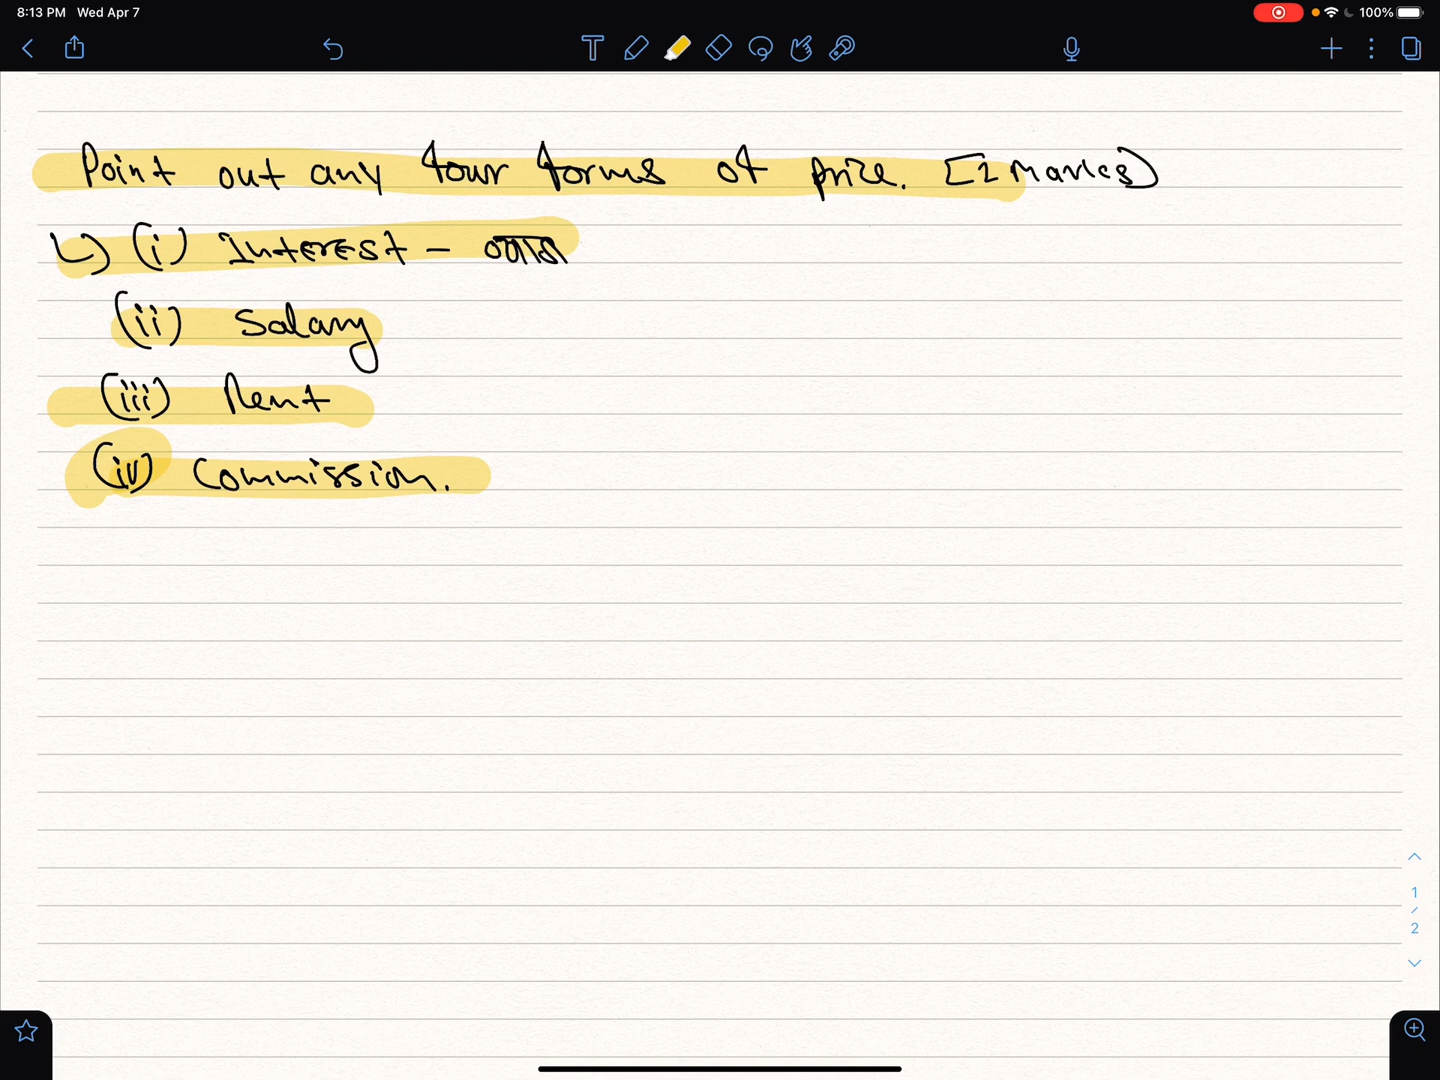 8:13 PM Wed Apr 7
100%
Point out any four forms of price. [2 Marks]
(i) Interest - ब्याज
(ii) Salary
(iii) Rent
(iv) Commission.
1
/
2